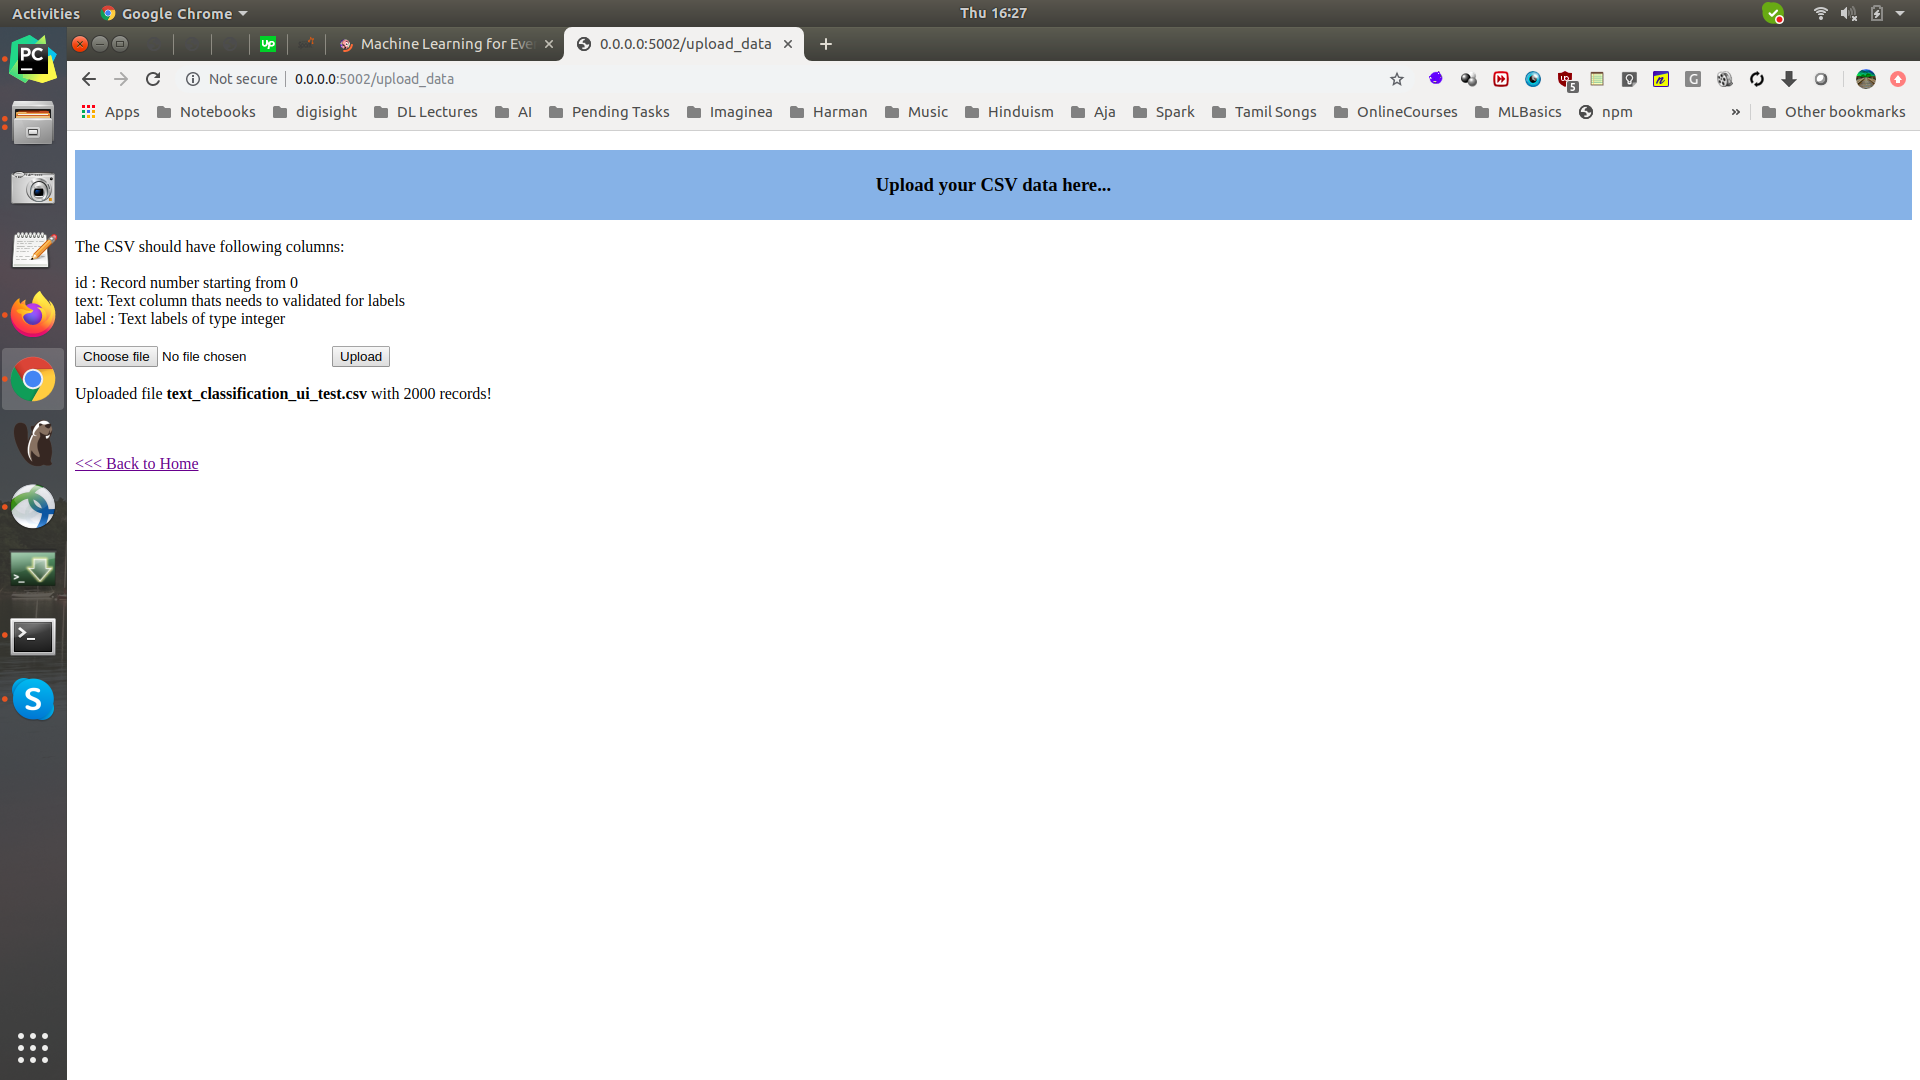 Activities
Google Chrome
Thu 16:27
PC
Up
Machine Learning for Eve
0.0.0.0:5002/upload_data
Not secure
0.0.0.0:5002/upload_data
5
G
Apps
Notebooks
digisight
DL Lectures
AI
Pending Tasks
Imaginea
Harman
Music
Hinduism
Aja
Spark
Tamil Songs
OnlineCourses
MLBasics
npm
»
Other bookmarks
Upload your CSV data here...
The CSV should have following columns:
id : Record number starting from 0
text: Text column thats needs to validated for labels
label : Text labels of type integer
Choose file No file chosen Upload
Uploaded file text_classification_ui_test.csv with 2000 records!
<<< Back to Home
>_
>_
S